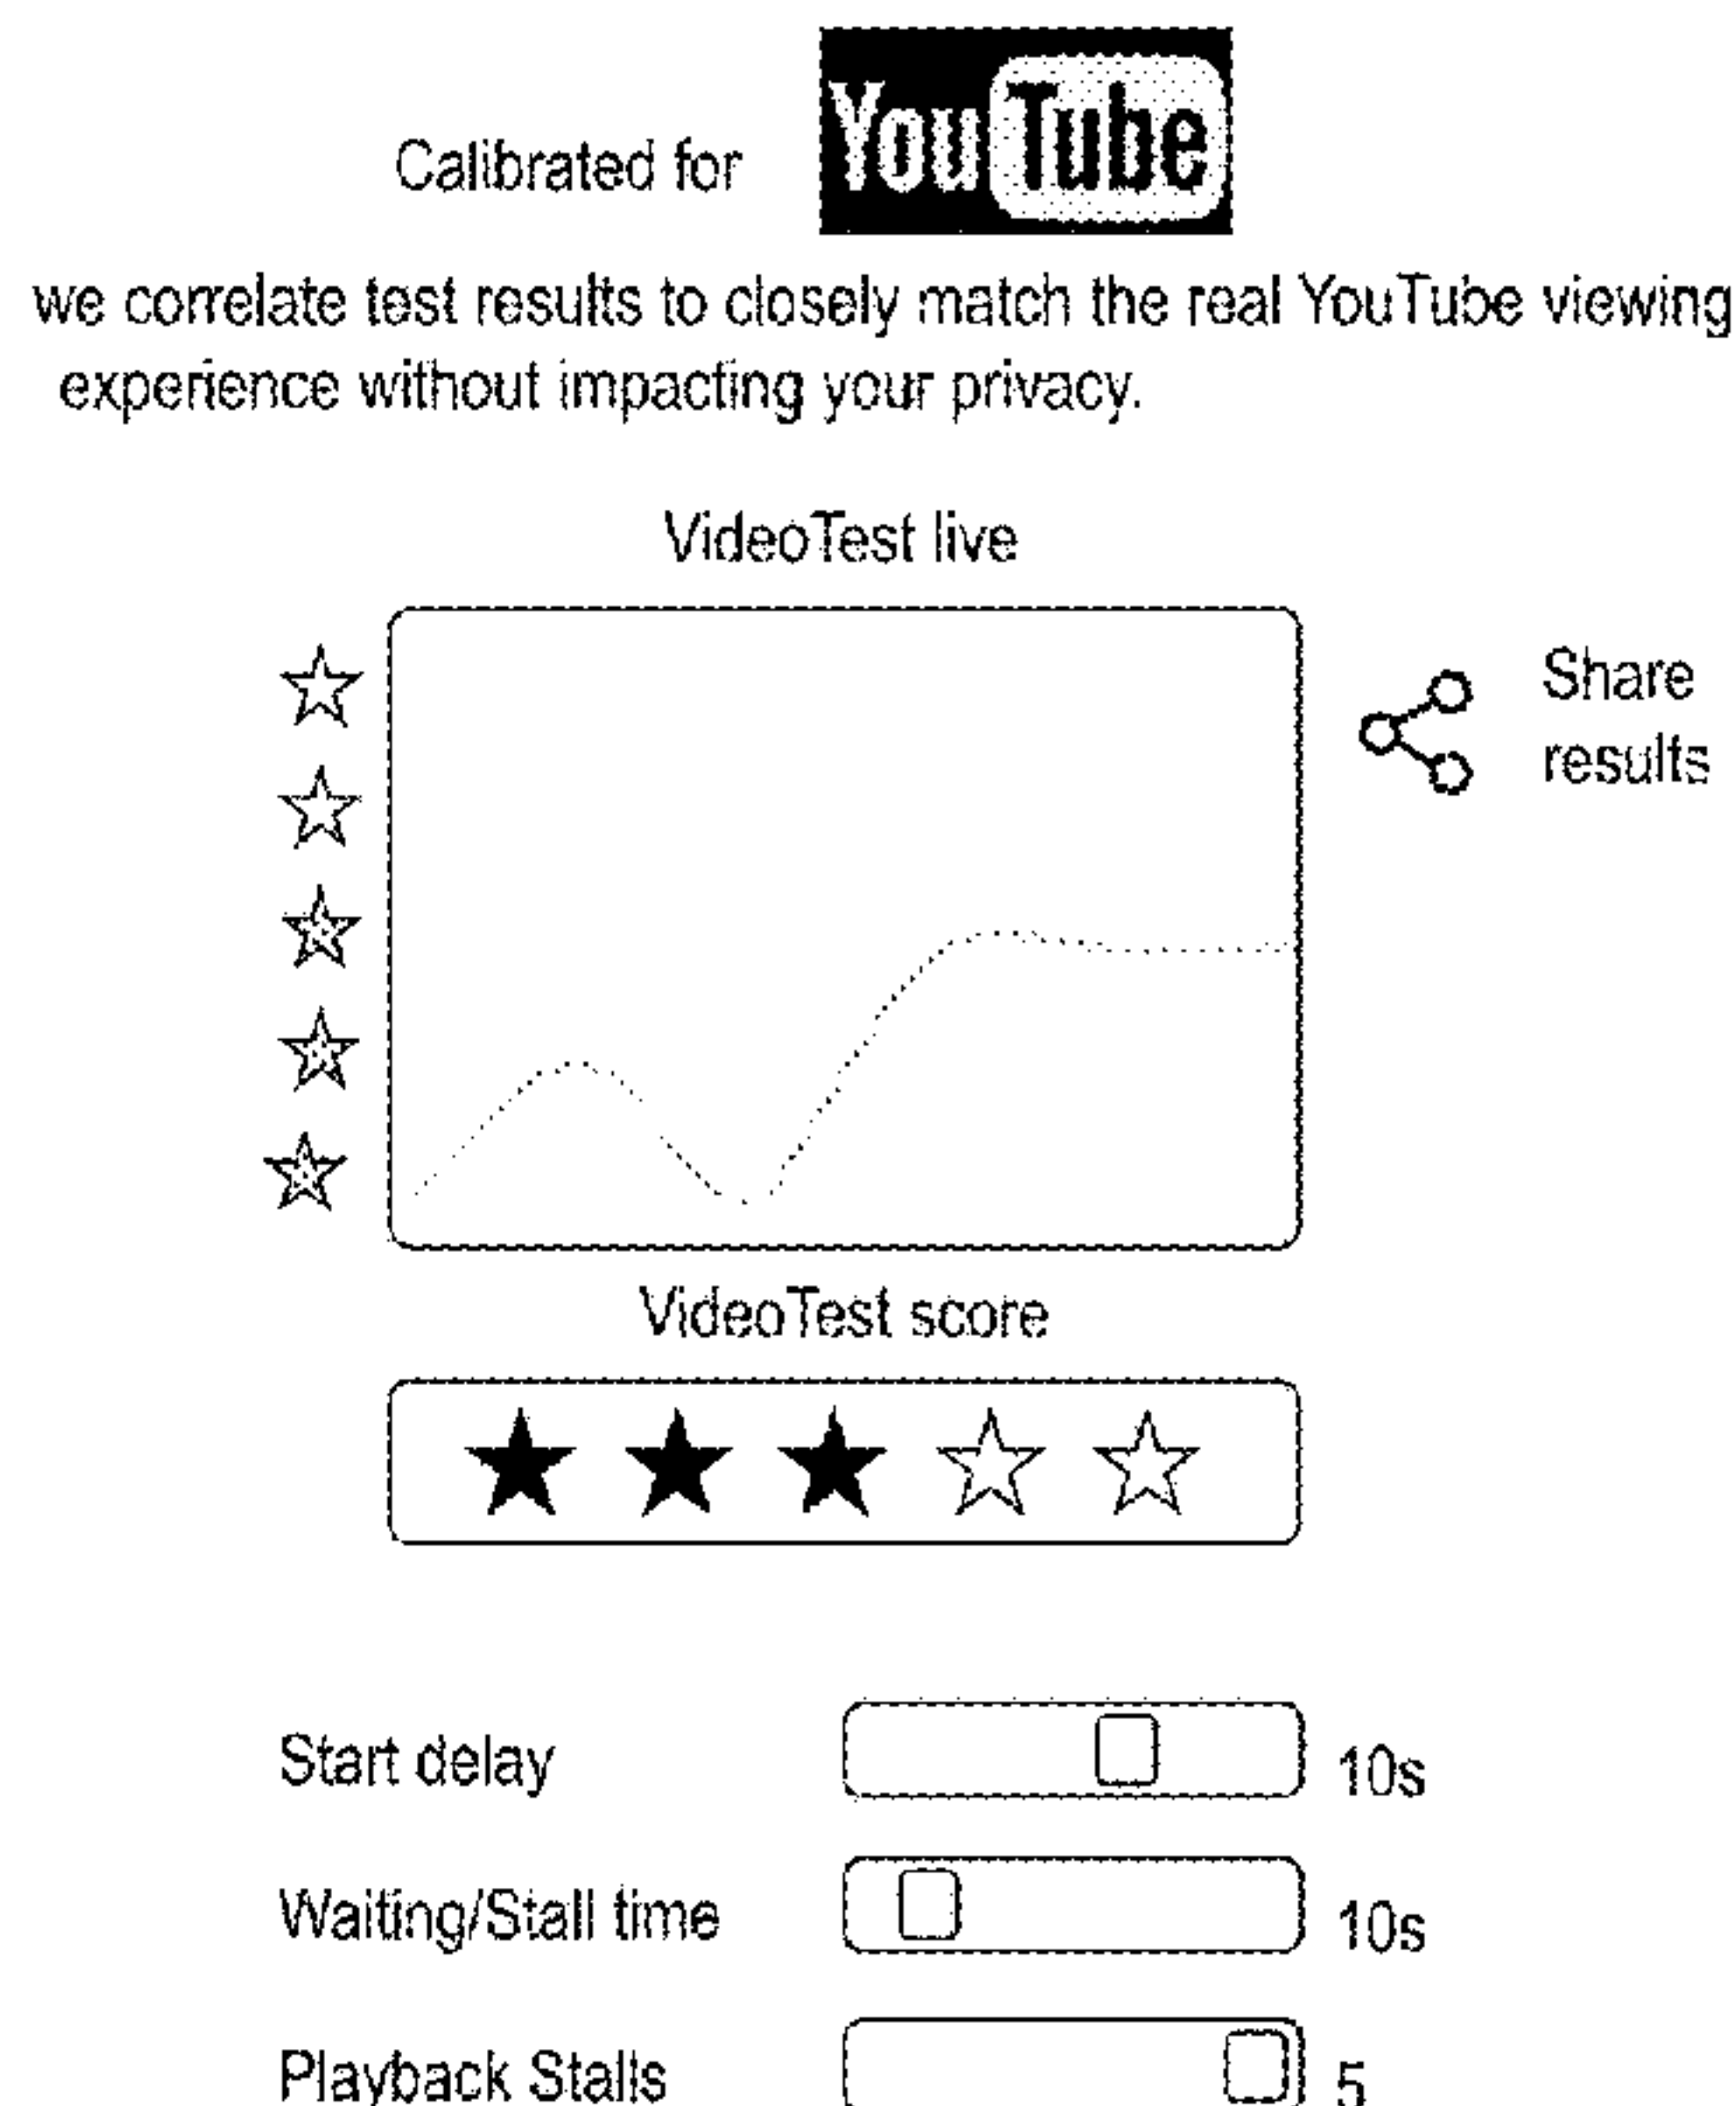 Calibrated for YouTube
we correlate test results to closely match the real YouTube viewing
experience without impacting your privacy.
VideoTest live
Share
results
VideoTest score
Start delay 10s
Waiting/Stall time 10s
Playback Stalls 5